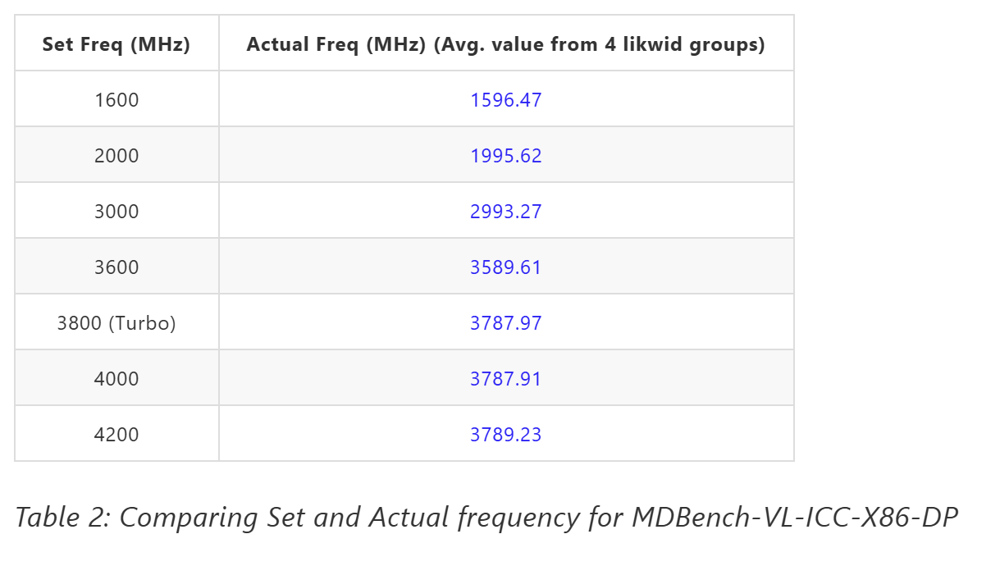 Set Freq (MHz) Actual Freq (MHz) (Avg. value from 4 likwid groups)
1600 1596.47
2000 1995.62
3000 2993.27
3600 3589.61
3800 (Turbo) 3787.97
4000 3787.91
4200 3789.23
Table 2: Comparing Set and Actual frequency for MDBench-VL-ICC-X86-DP